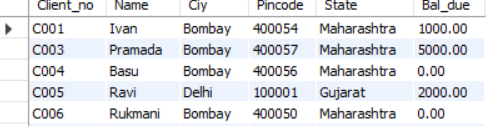 Client_no Name Ciy Pincode State Bal_due
C001 Ivan Bombay 400054 Maharashtra 1000.00
C003 Pramada Bombay 400057 Maharashtra 5000.00
C004 Basu Bombay 400056 Maharashtra 0.00
C005 Ravi Delhi 100001 Gujarat 2000.00
C006 Rukmani Bombay 400050 Maharashtra 0.00